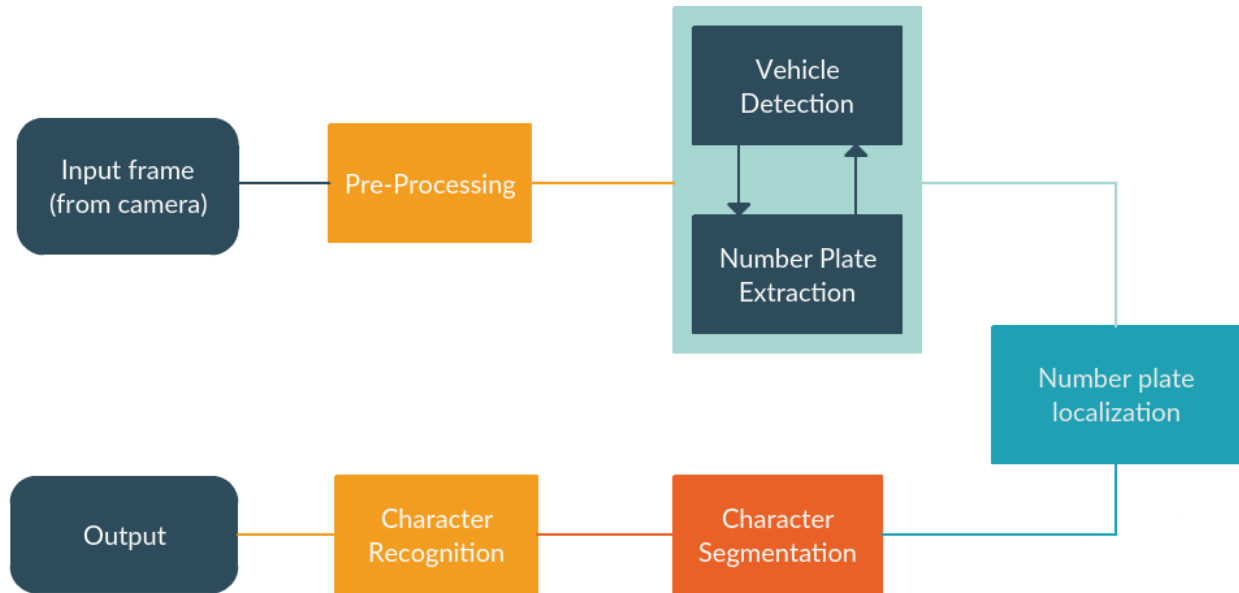 Input frame
(from camera)
Pre-Processing
Vehicle
Detection
Number Plate
Extraction
Number plate
localization
Character
Segmentation
Character
Recognition
Output